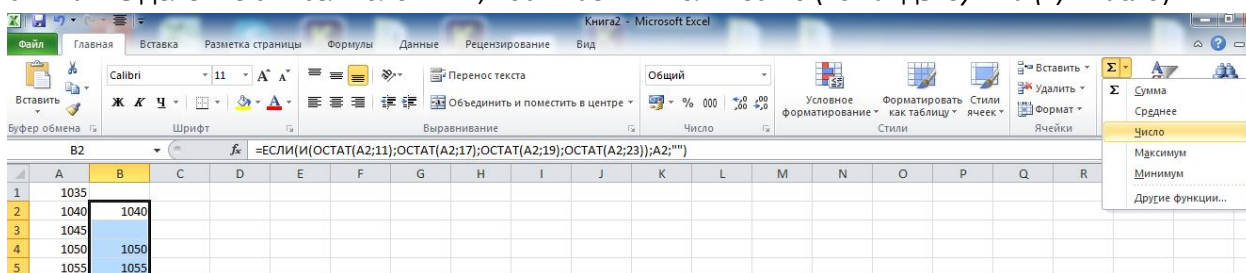 Книга2 - Microsoft Excel
Файл Главная Вставка Разметка страницы Формулы Данные Рецензирование Вид
Вставить
Calibri 11
Ж К Ч
Перенос текста
Объединить и поместить в центре
Общий
% 000
Условное форматирование
Форматировать как таблицу
Стили ячеек
Вставить
Удалить
Формат
Буфер обмена Шрифт Выравнивание Число Стили Ячейки
Σ Сумма
Среднее
Число
Максимум
Минимум
Другие функции...
B2 fx =ЕСЛИ(И(ОСТАТ(A2;11);ОСТАТ(A2;17);ОСТАТ(A2;19);ОСТАТ(A2;23));A2;"")
A B C D E F G H I J K L M N O P Q R
1 1035
2 1040 1040
3 1045
4 1050 1050
5 1055 1055